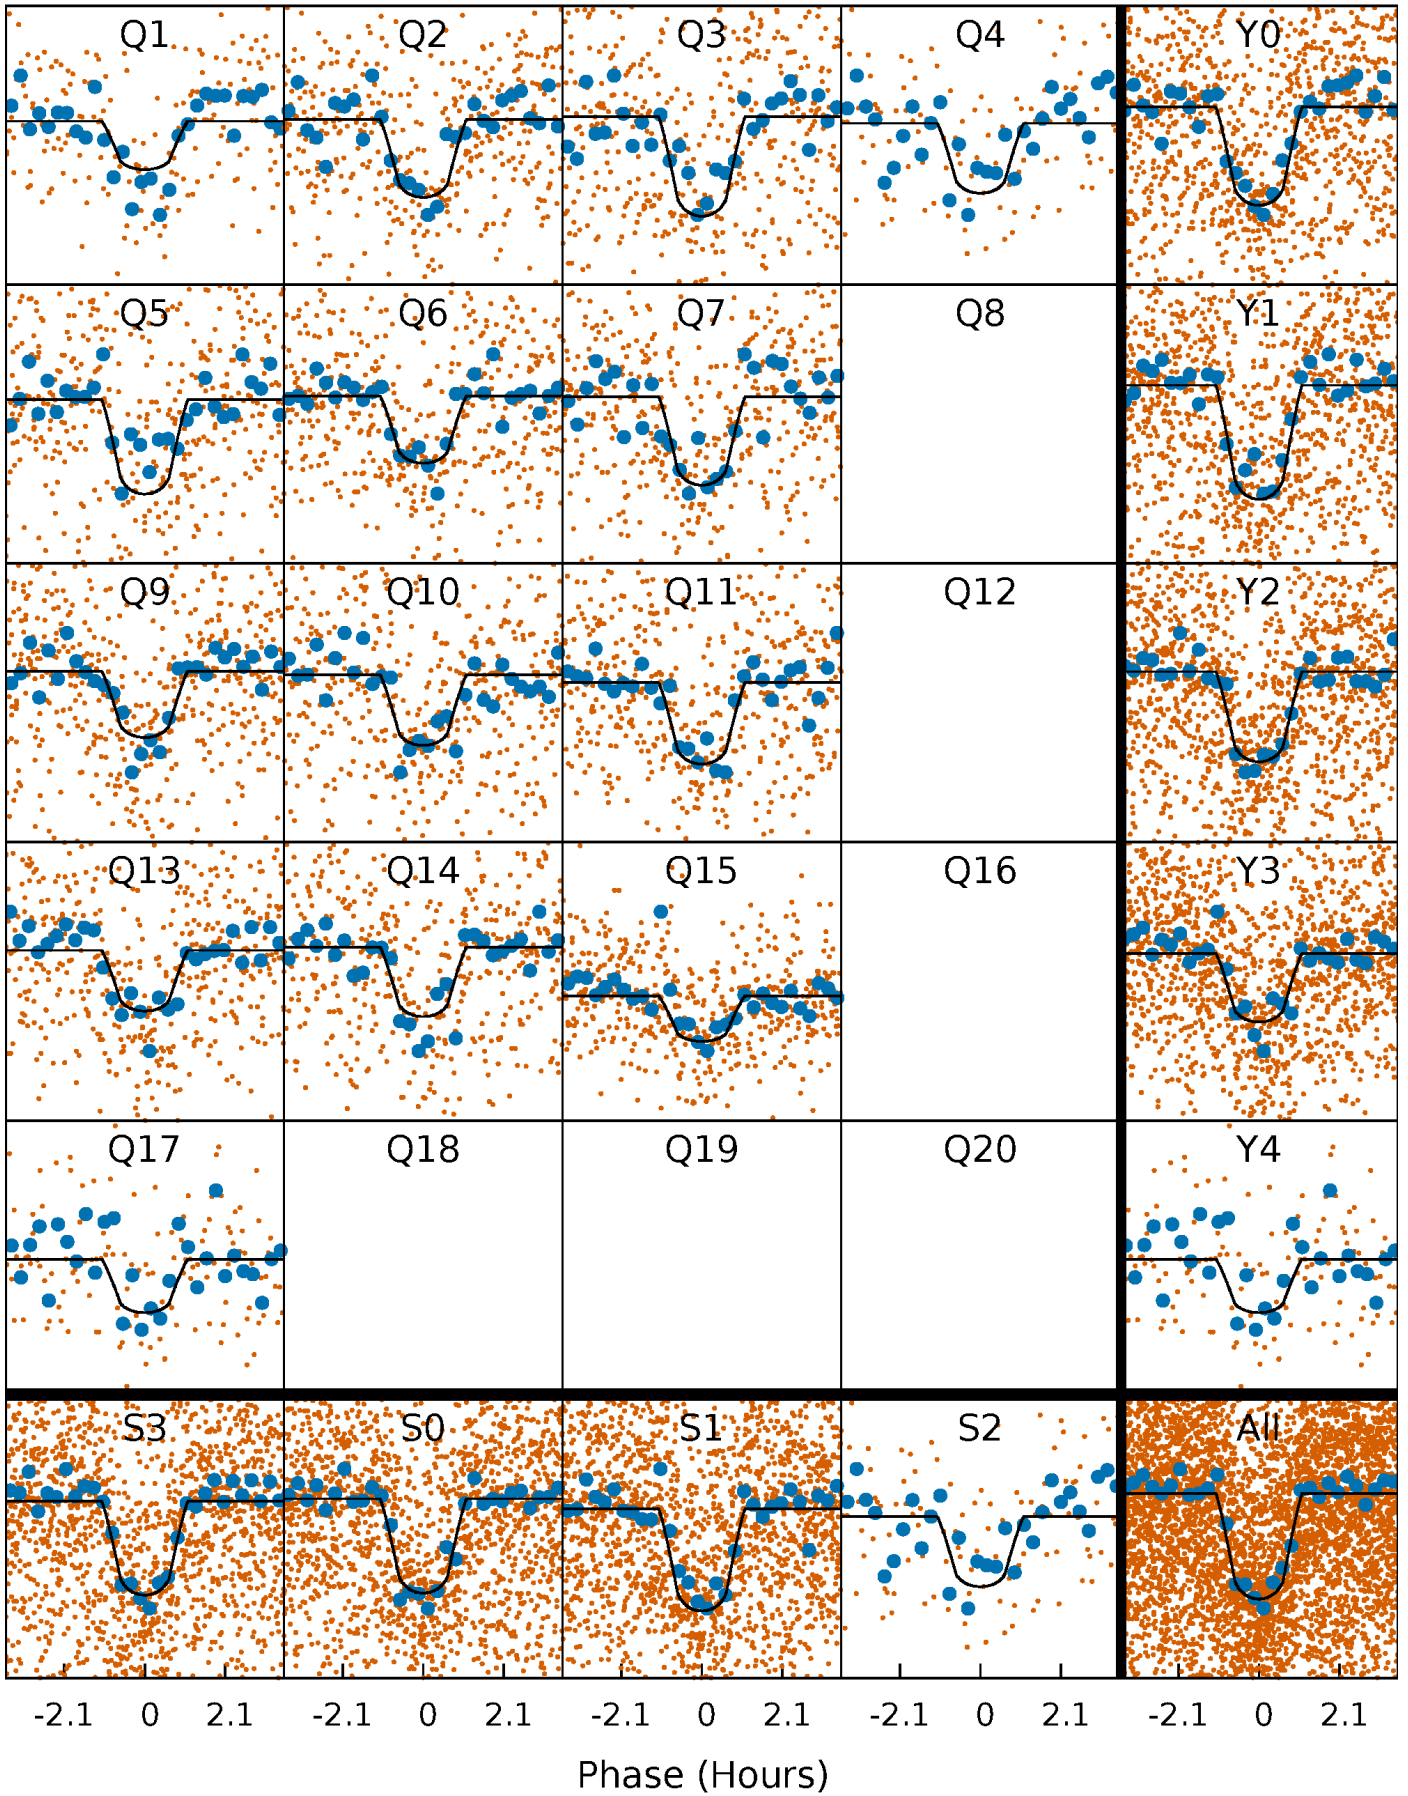 Q1 Q2 Q3 Q4 Y0
Q5 Q6 Q7 Q8 Y1
Q9 Q10 Q11 Q12 Y2
Q13 Q14 Q15 Q16 Y3
Q17 Q18 Q19 Q20 Y4
S3 S0 S1 S2 All
-2.1 0 2.1 -2.1 0 2.1 -2.1 0 2.1 -2.1 0 2.1 -2.1 0 2.1
Phase (Hours)